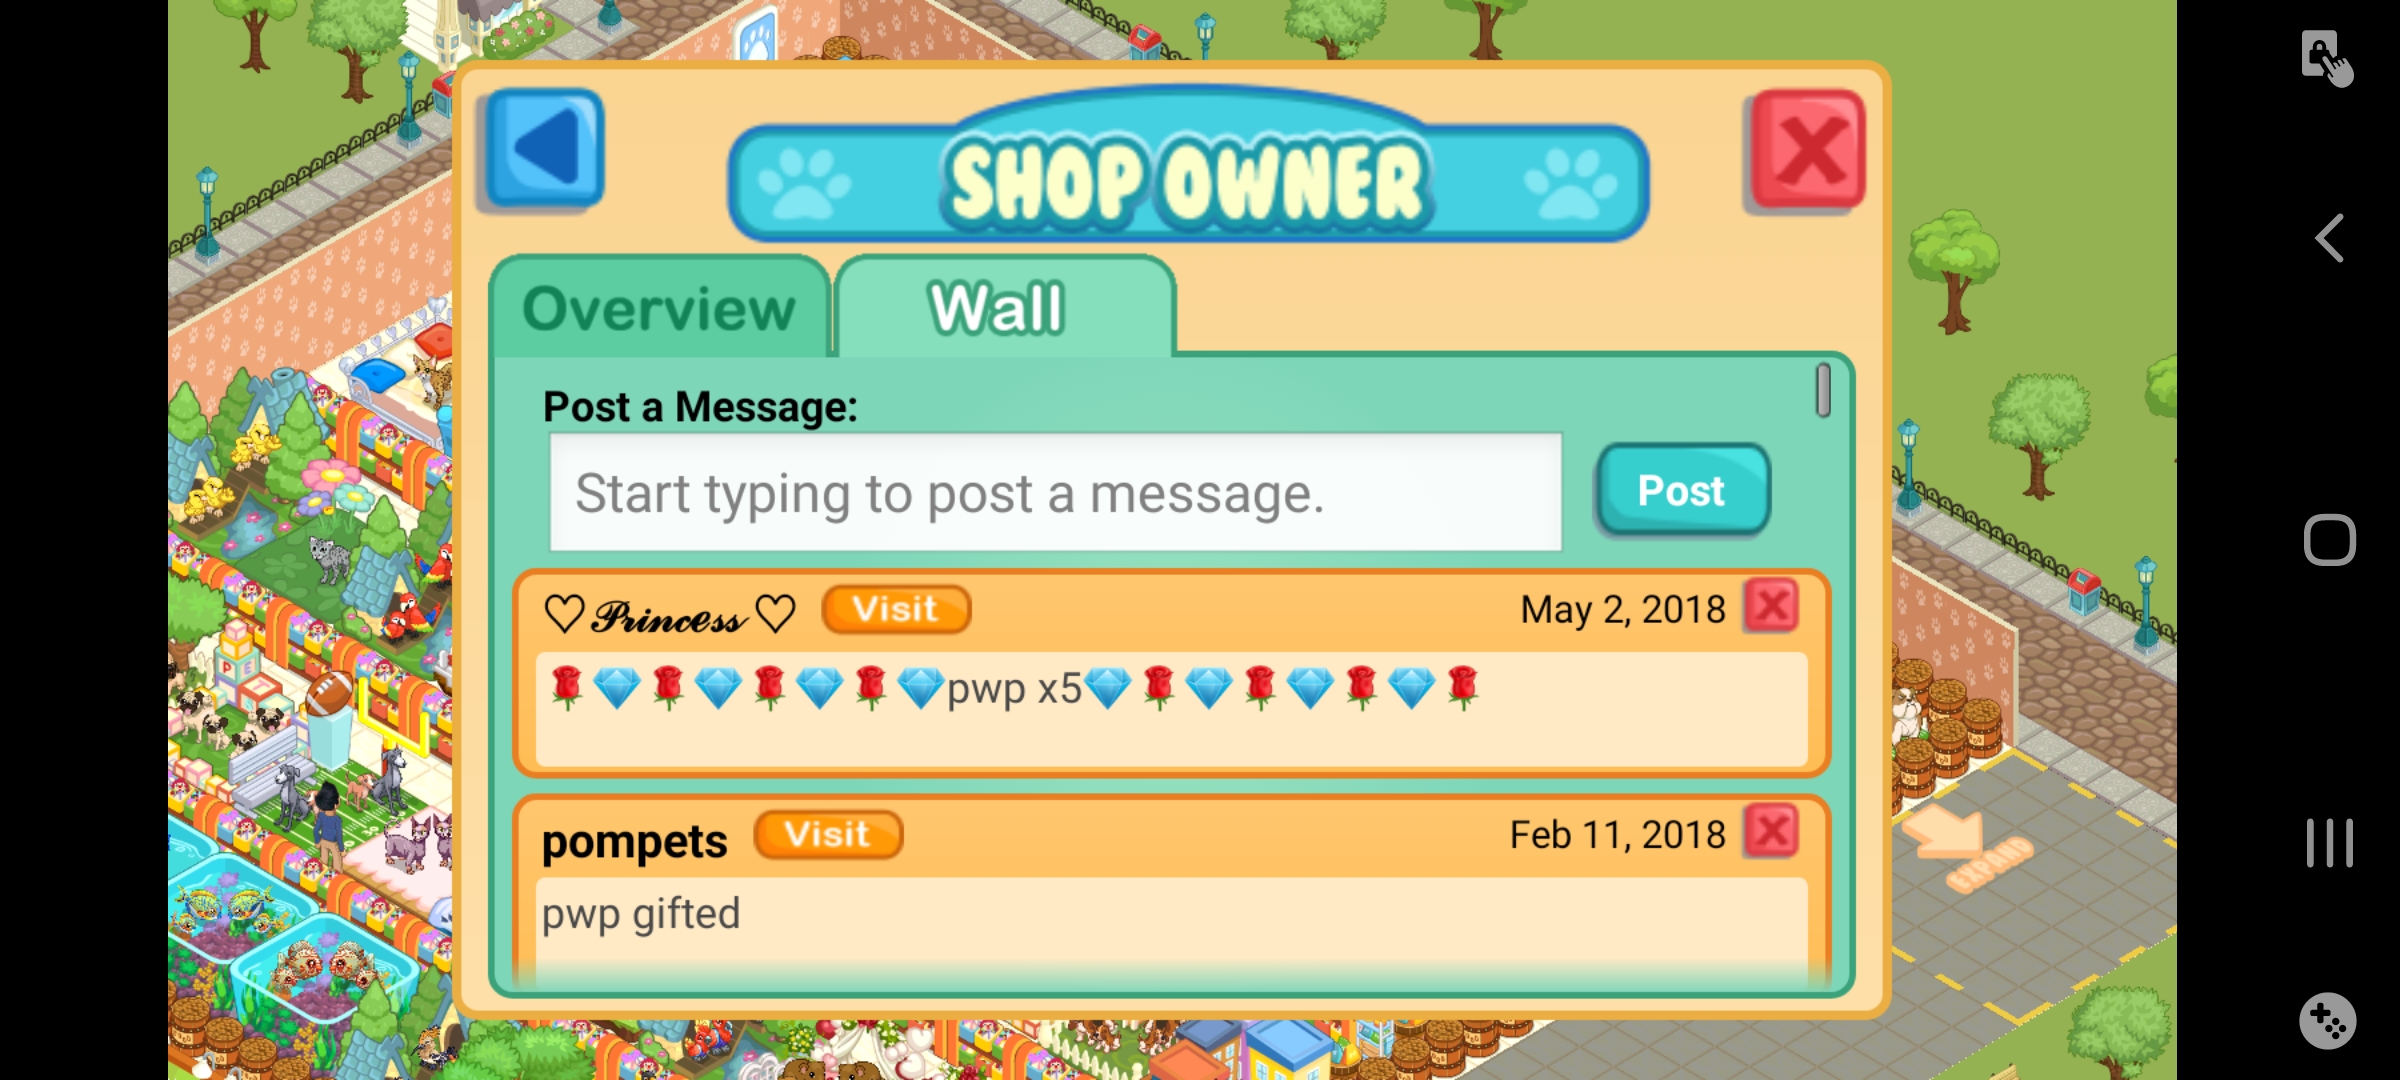 SHOP OWNER
Overview
Wall
Post a Message:
Start typing to post a message.
Post
♡𝒫𝓇𝒾𝓃𝒸𝑒𝓈𝓈♡
Visit
May 2, 2018
🌹💎🌹💎🌹💎🌹💎pwp x5💎🌹💎🌹💎🌹💎🌹
pompets
Visit
Feb 11, 2018
pwp gifted
EXPAND